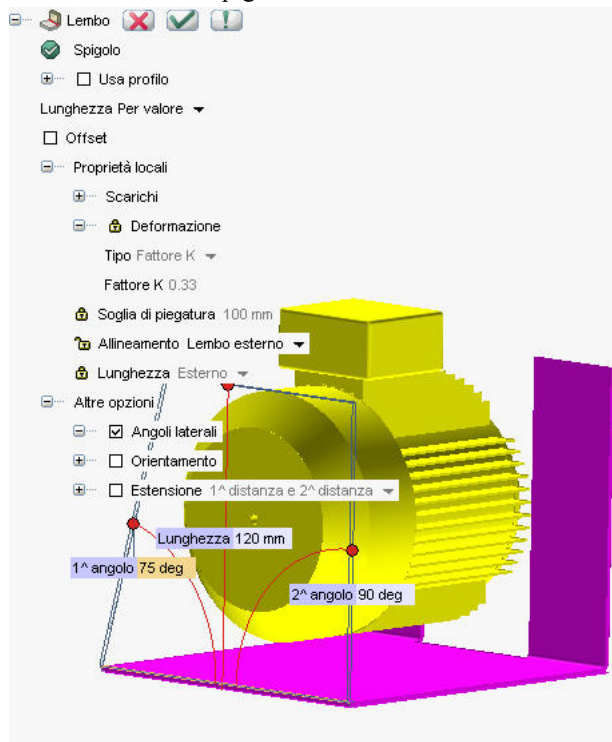 Lembo
Spigolo
Usa profilo
Lunghezza Per valore
Offset
Proprietà locali
Scarichi
Deformazione
Tipo Fattore K
Fattore K 0.33
Soglia di piegatura 100 mm
Allineamento Lembo esterno
Lunghezza Esterno
Altre opzioni
Angoli laterali
Orientamento
Estensione 1^ distanza e 2^ distanza
Lunghezza 120 mm
1^ angolo 75 deg
2^ angolo 90 deg